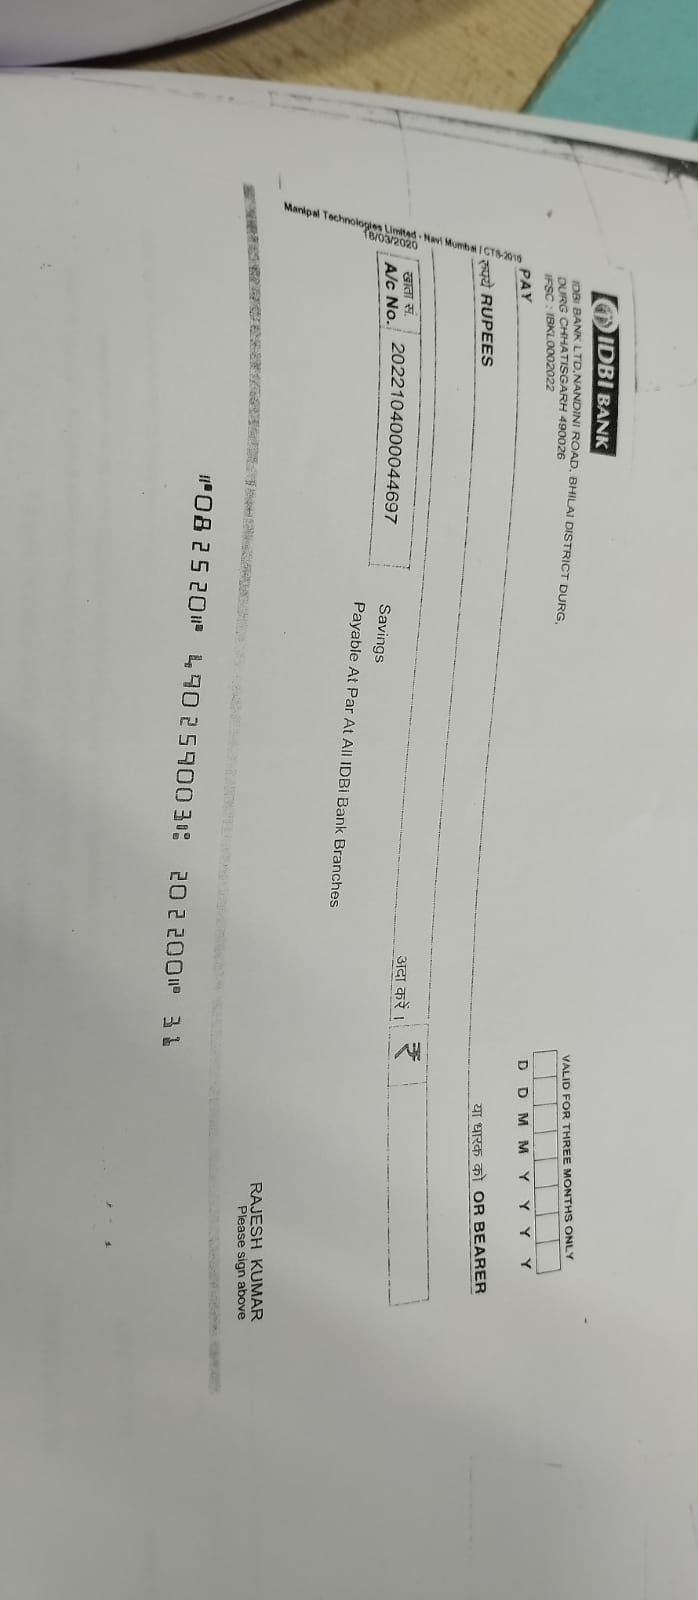 IDBI BANK
IDBI BANK LTD,NANDINI ROAD, BHILAI DISTRICT DURG,
DURG CHHATISGARH 490026
IFSC : IBKL0002022
VALID FOR THREE MONTHS ONLY
D D M M Y Y Y Y
PAY
या धारक को OR BEARER
रुपये RUPEES
अदा करें। ₹
खाता सं.
A/c No. 2022104000044697
Savings
Payable At Par At All IDBi Bank Branches
Manipal Technologies Limited - Navi Mumbai / CTS-2010
18/03/2020
RAJESH KUMAR
Please sign above
⑈082520⑈ 490259003⑆ 202200⑈ 31